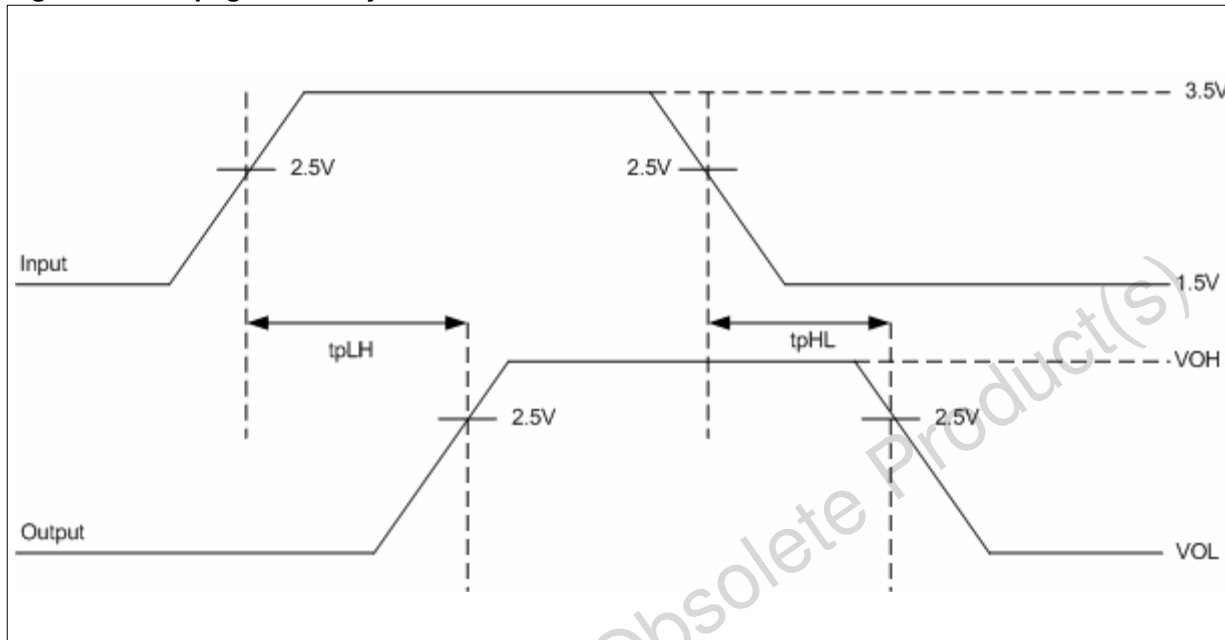 3.5V
2.5V
2.5V
Input
1.5V
tpLH
tpHL
VOH
2.5V
2.5V
Output
VOL
Obsolete Product(s)